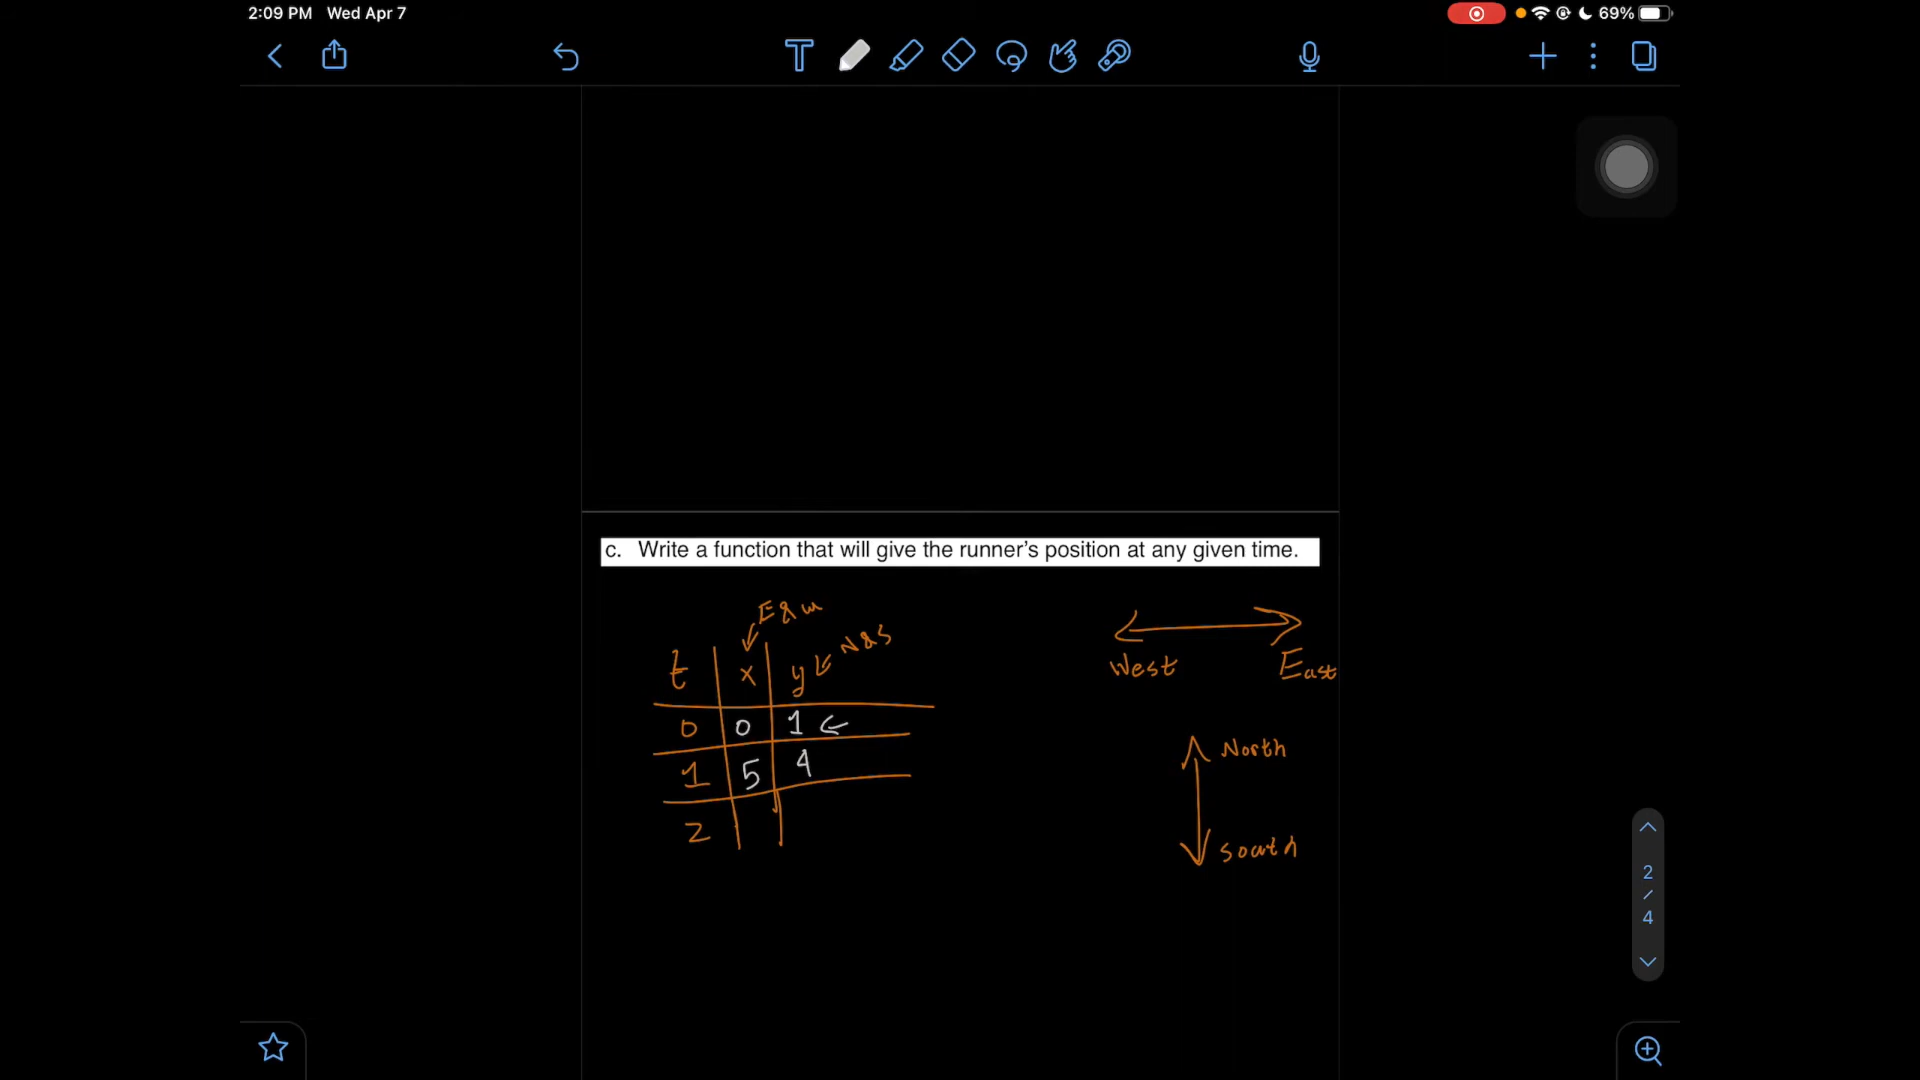 2:09 PM Wed Apr 7
69%
T
c. Write a function that will give the runner's position at any given time.
E & W
N & S
t x y
0 0 1
1 5 4
2
West East
North
South
2
/
4